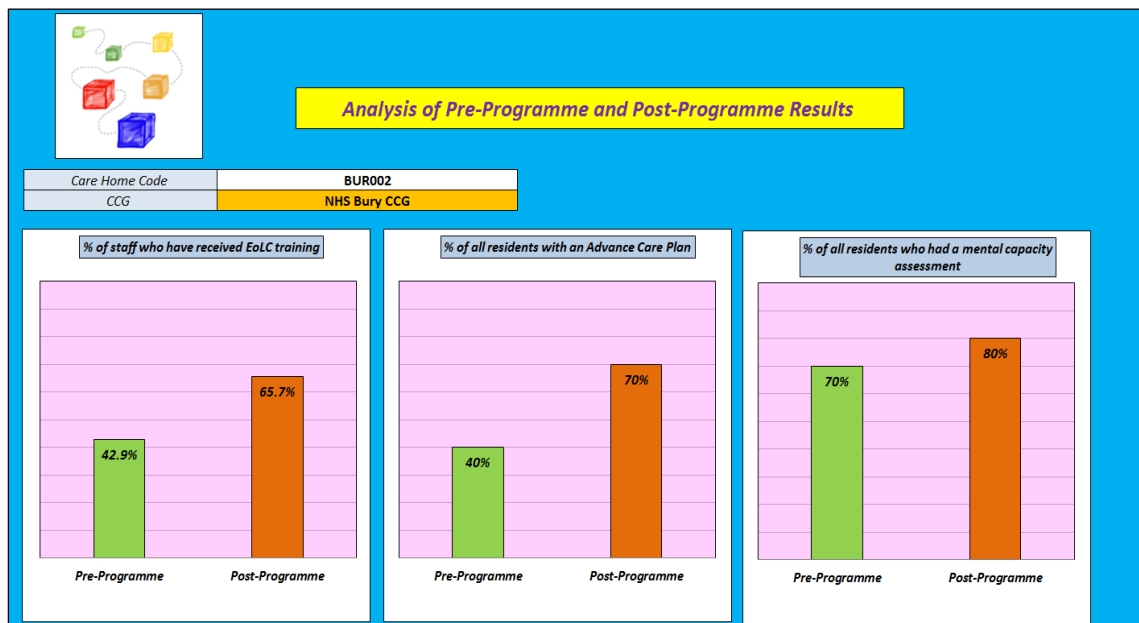 Analysis of Pre-Programme and Post-Programme Results
Care Home Code BUR002
CCG NHS Bury CCG
% of staff who have received EoLC training
42.9%
65.7%
Pre-Programme Post-Programme
% of all residents with an Advance Care Plan
40%
70%
Pre-Programme Post-Programme
% of all residents who had a mental capacity
assessment
70%
80%
Pre-Programme Post-Programme